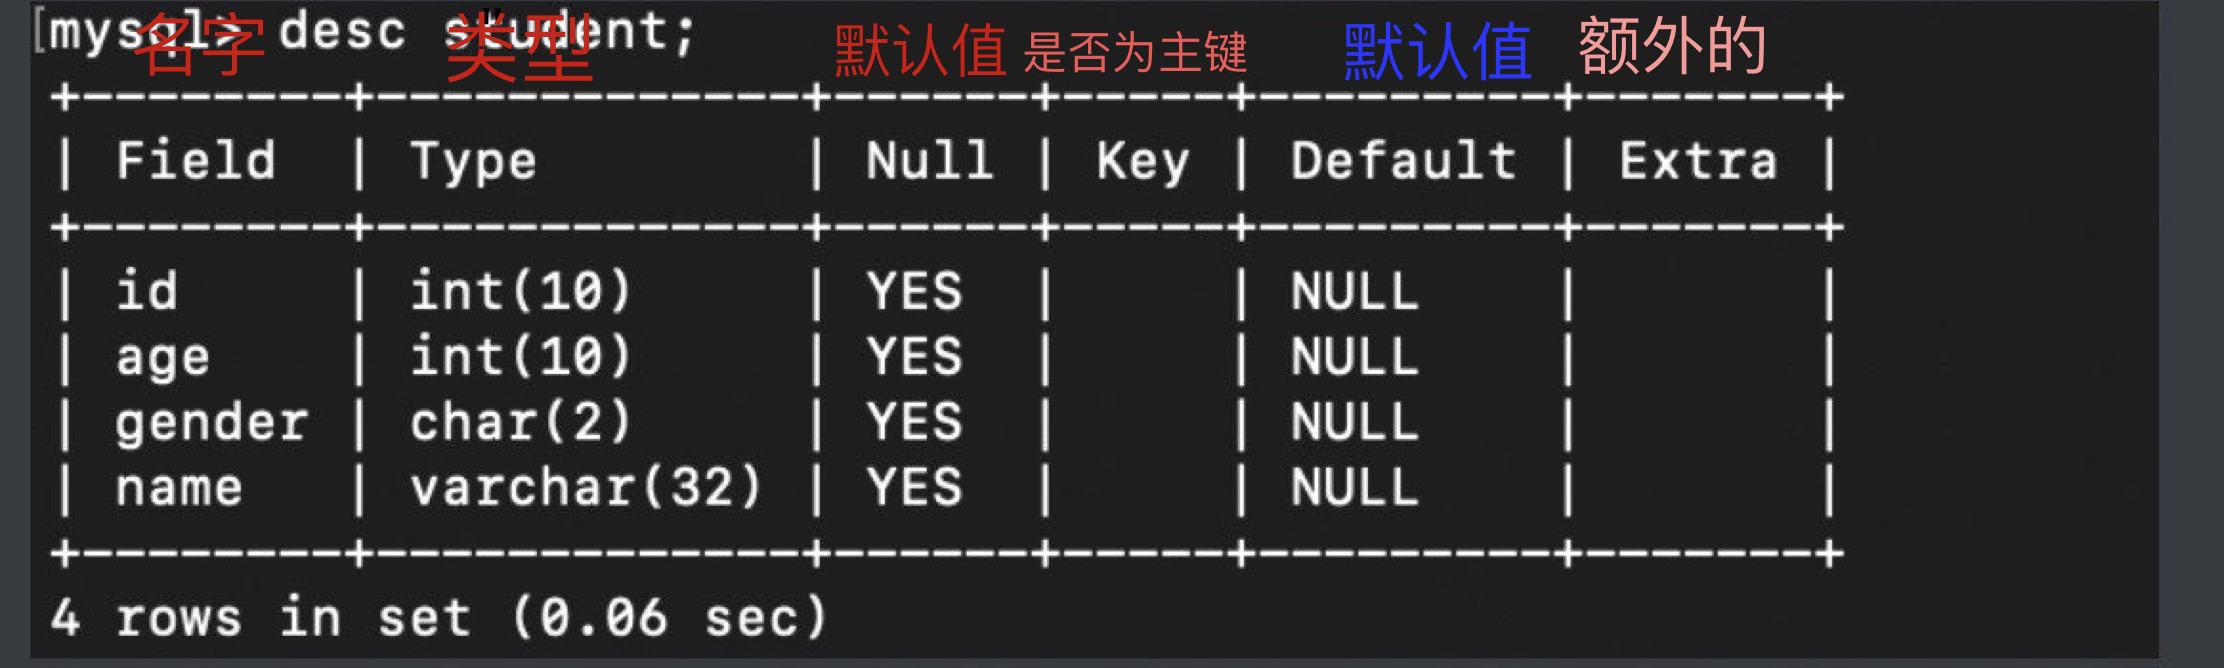 mysql> desc student;
名字 类型 默认值 是否为主键 默认值 额外的
+---------+--------------+------+-----+---------+-------+
| Field | Type | Null | Key | Default | Extra |
+---------+--------------+------+-----+---------+-------+
| id | int(10) | YES | | NULL | |
| age | int(10) | YES | | NULL | |
| gender | char(2) | YES | | NULL | |
| name | varchar(32) | YES | | NULL | |
+---------+--------------+------+-----+---------+-------+
4 rows in set (0.06 sec)